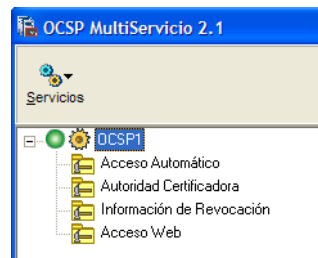 OCSP MultiServicio 2.1
Servicios
OCSP1
Acceso Automático
Autoridad Certificadora
Información de Revocación
Acceso Web